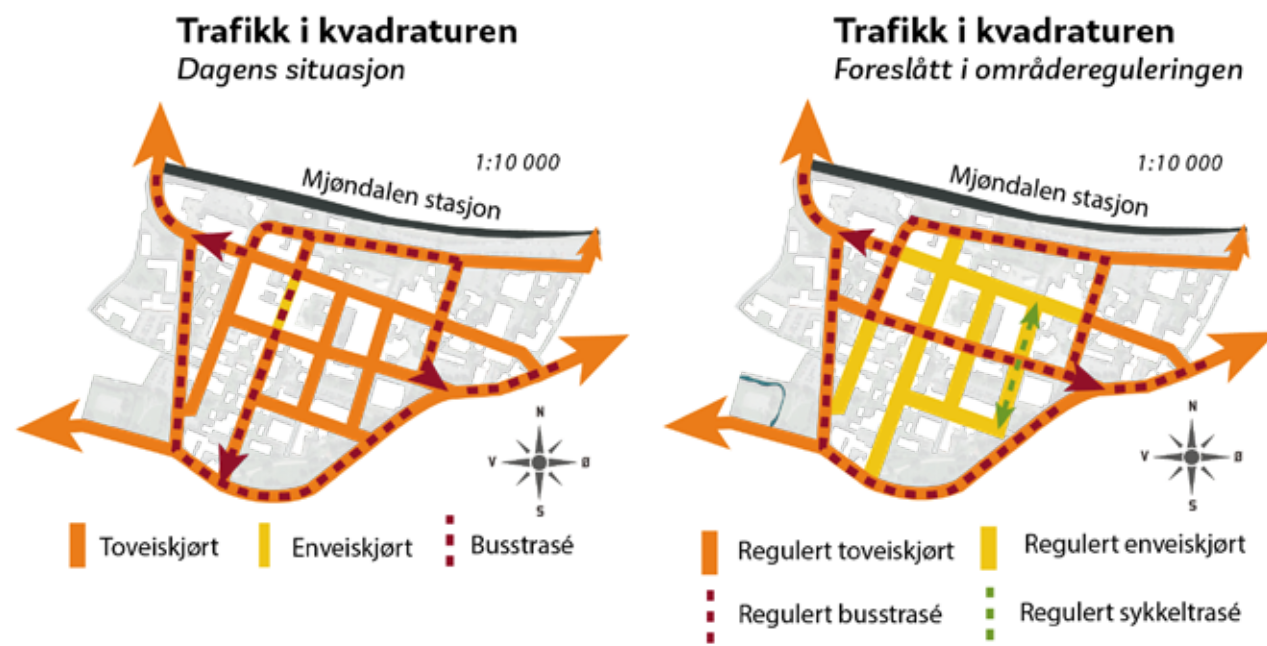 Trafikk i kvadraturen
Dagens situasjon
1:10 000
Mjøndalen stasjon
N
V
Ø
S
Toveiskjørt
Enveiskjørt
Busstrasé
Trafikk i kvadraturen
Foreslått i områdereguleringen
1:10 000
Mjøndalen stasjon
N
V
Ø
S
Regulert toveiskjørt
Regulert enveiskjørt
Regulert busstrasé
Regulert sykkeltrasé